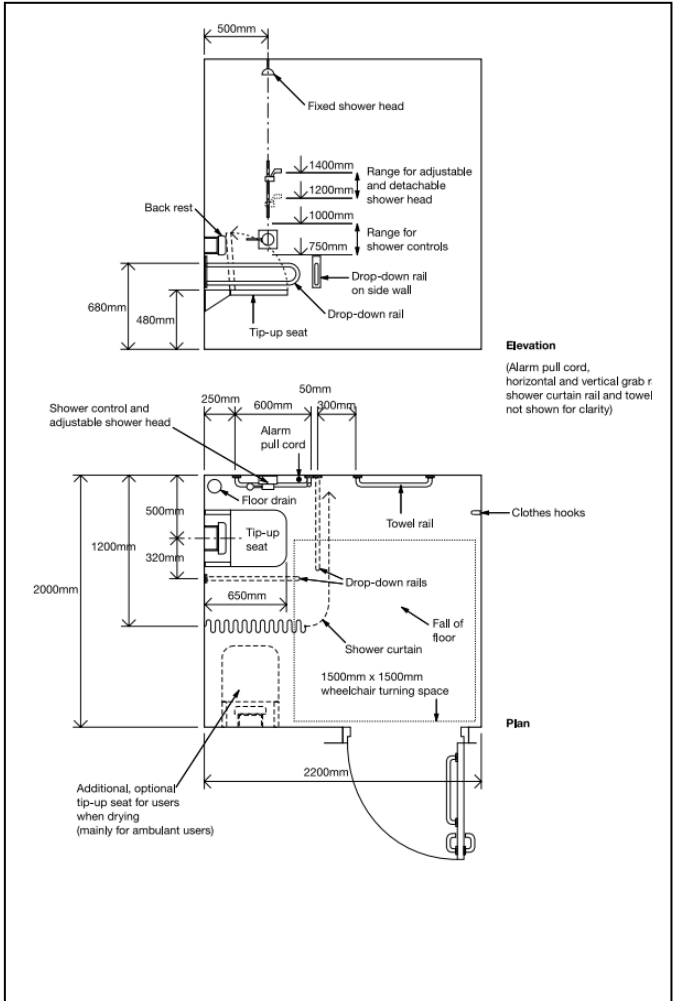 500mm
Fixed shower head
1400mm
Range for adjustable
and detachable
shower head
1200mm
1000mm
Range for
shower controls
750mm
Back rest
Drop-down rail
on side wall
Drop-down rail
680mm
480mm
Tip-up seat
Elevation
(Alarm pull cord,
horizontal and vertical grab r
shower curtain rail and towel
not shown for clarity)
50mm
250mm
600mm
300mm
Shower control and
adjustable shower head
Alarm
pull cord
Floor drain
Towel rail
Clothes hooks
500mm
Tip-up
seat
1200mm
320mm
2000mm
650mm
Drop-down rails
Fall of
floor
Shower curtain
1500mm x 1500mm
wheelchair turning space
Plan
2200mm
Additional, optional
tip-up seat for users
when drying
(mainly for ambulant users)